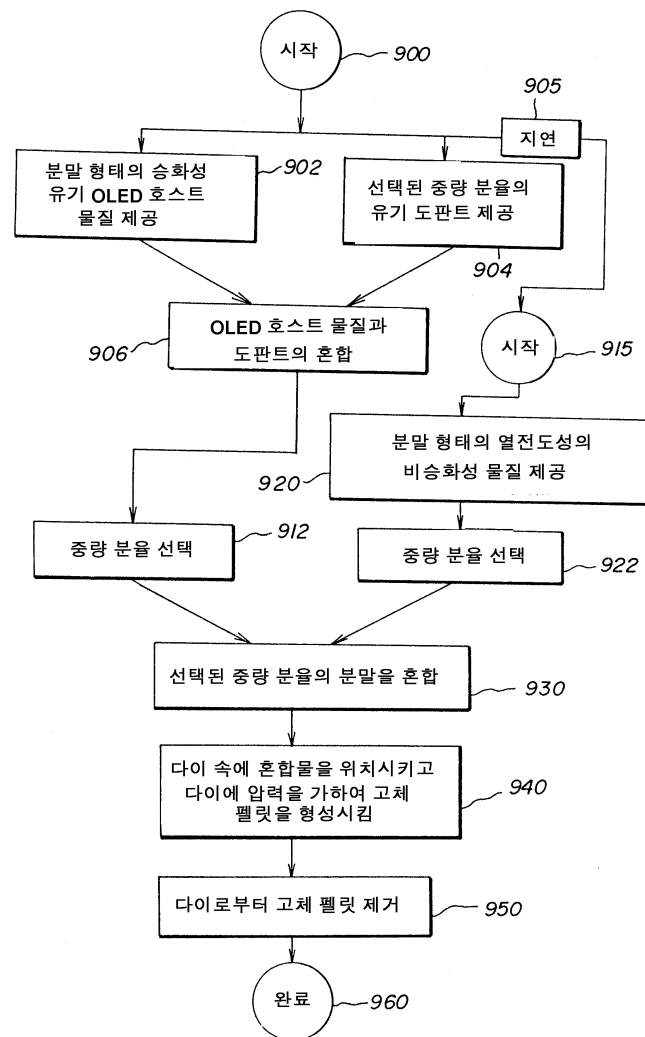 시작
900
905
지연
분말 형태의 승화성
유기 OLED 호스트
물질 제공
902
선택된 중량 분율의
유기 도판트 제공
904
OLED 호스트 물질과
도판트의 혼합
906
시작
915
분말 형태의 열전도성의
비승화성 물질 제공
920
중량 분율 선택
912
중량 분율 선택
922
선택된 중량 분율의 분말을 혼합
930
다이 속에 혼합물을 위치시키고
다이에 압력을 가하여 고체
펠릿을 형성시킴
940
다이로부터 고체 펠릿 제거
950
완료
960